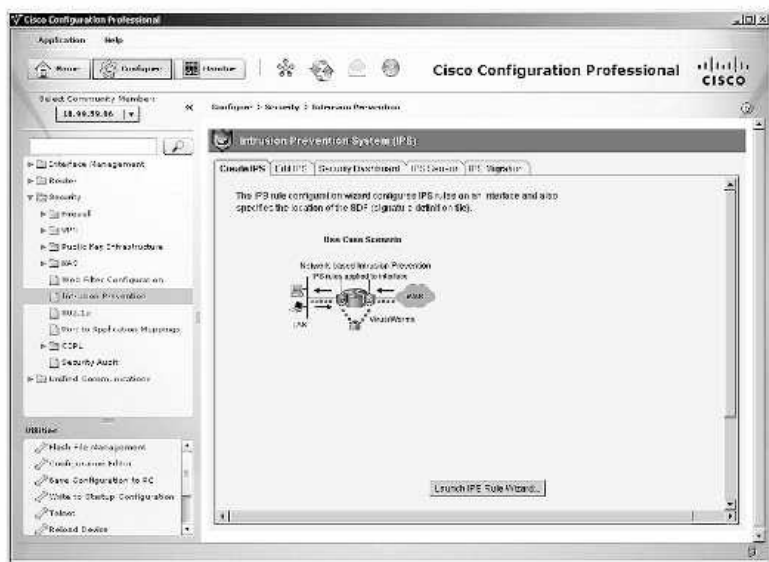 Cisco Configuration Professional
Application Help
Home Configure Monitor
Cisco Configuration Professional
CISCO
Select Community Member:
Configure > Security > Intrusion Prevention
Intrusion Prevention System (IPS)
Interface Management
Router
Security
Firewall
VPN
Public Key Infrastructure
NAC
Web Filter Configuration
Intrusion Prevention
802.1x
Port to Application Mappings
C3PL
Security Audit
Unified Communications
Create IPS Edit IPS Security Dashboard IPS Sensor IPS Migration
The IPS rule configuration wizard configures IPS rules on an interface and also
specifies the location of the SDF (signature definition file).
Use Case Scenario
Network based Intrusion Prevention
IPS rules applied to interface
WAN
LAN
Virus/Worms
Launch IPS Rule Wizard...
Utilities
Flash File Management
Configuration Editor
Save Configuration to PC
Write to Startup Configuration
Telnet
Reload Device